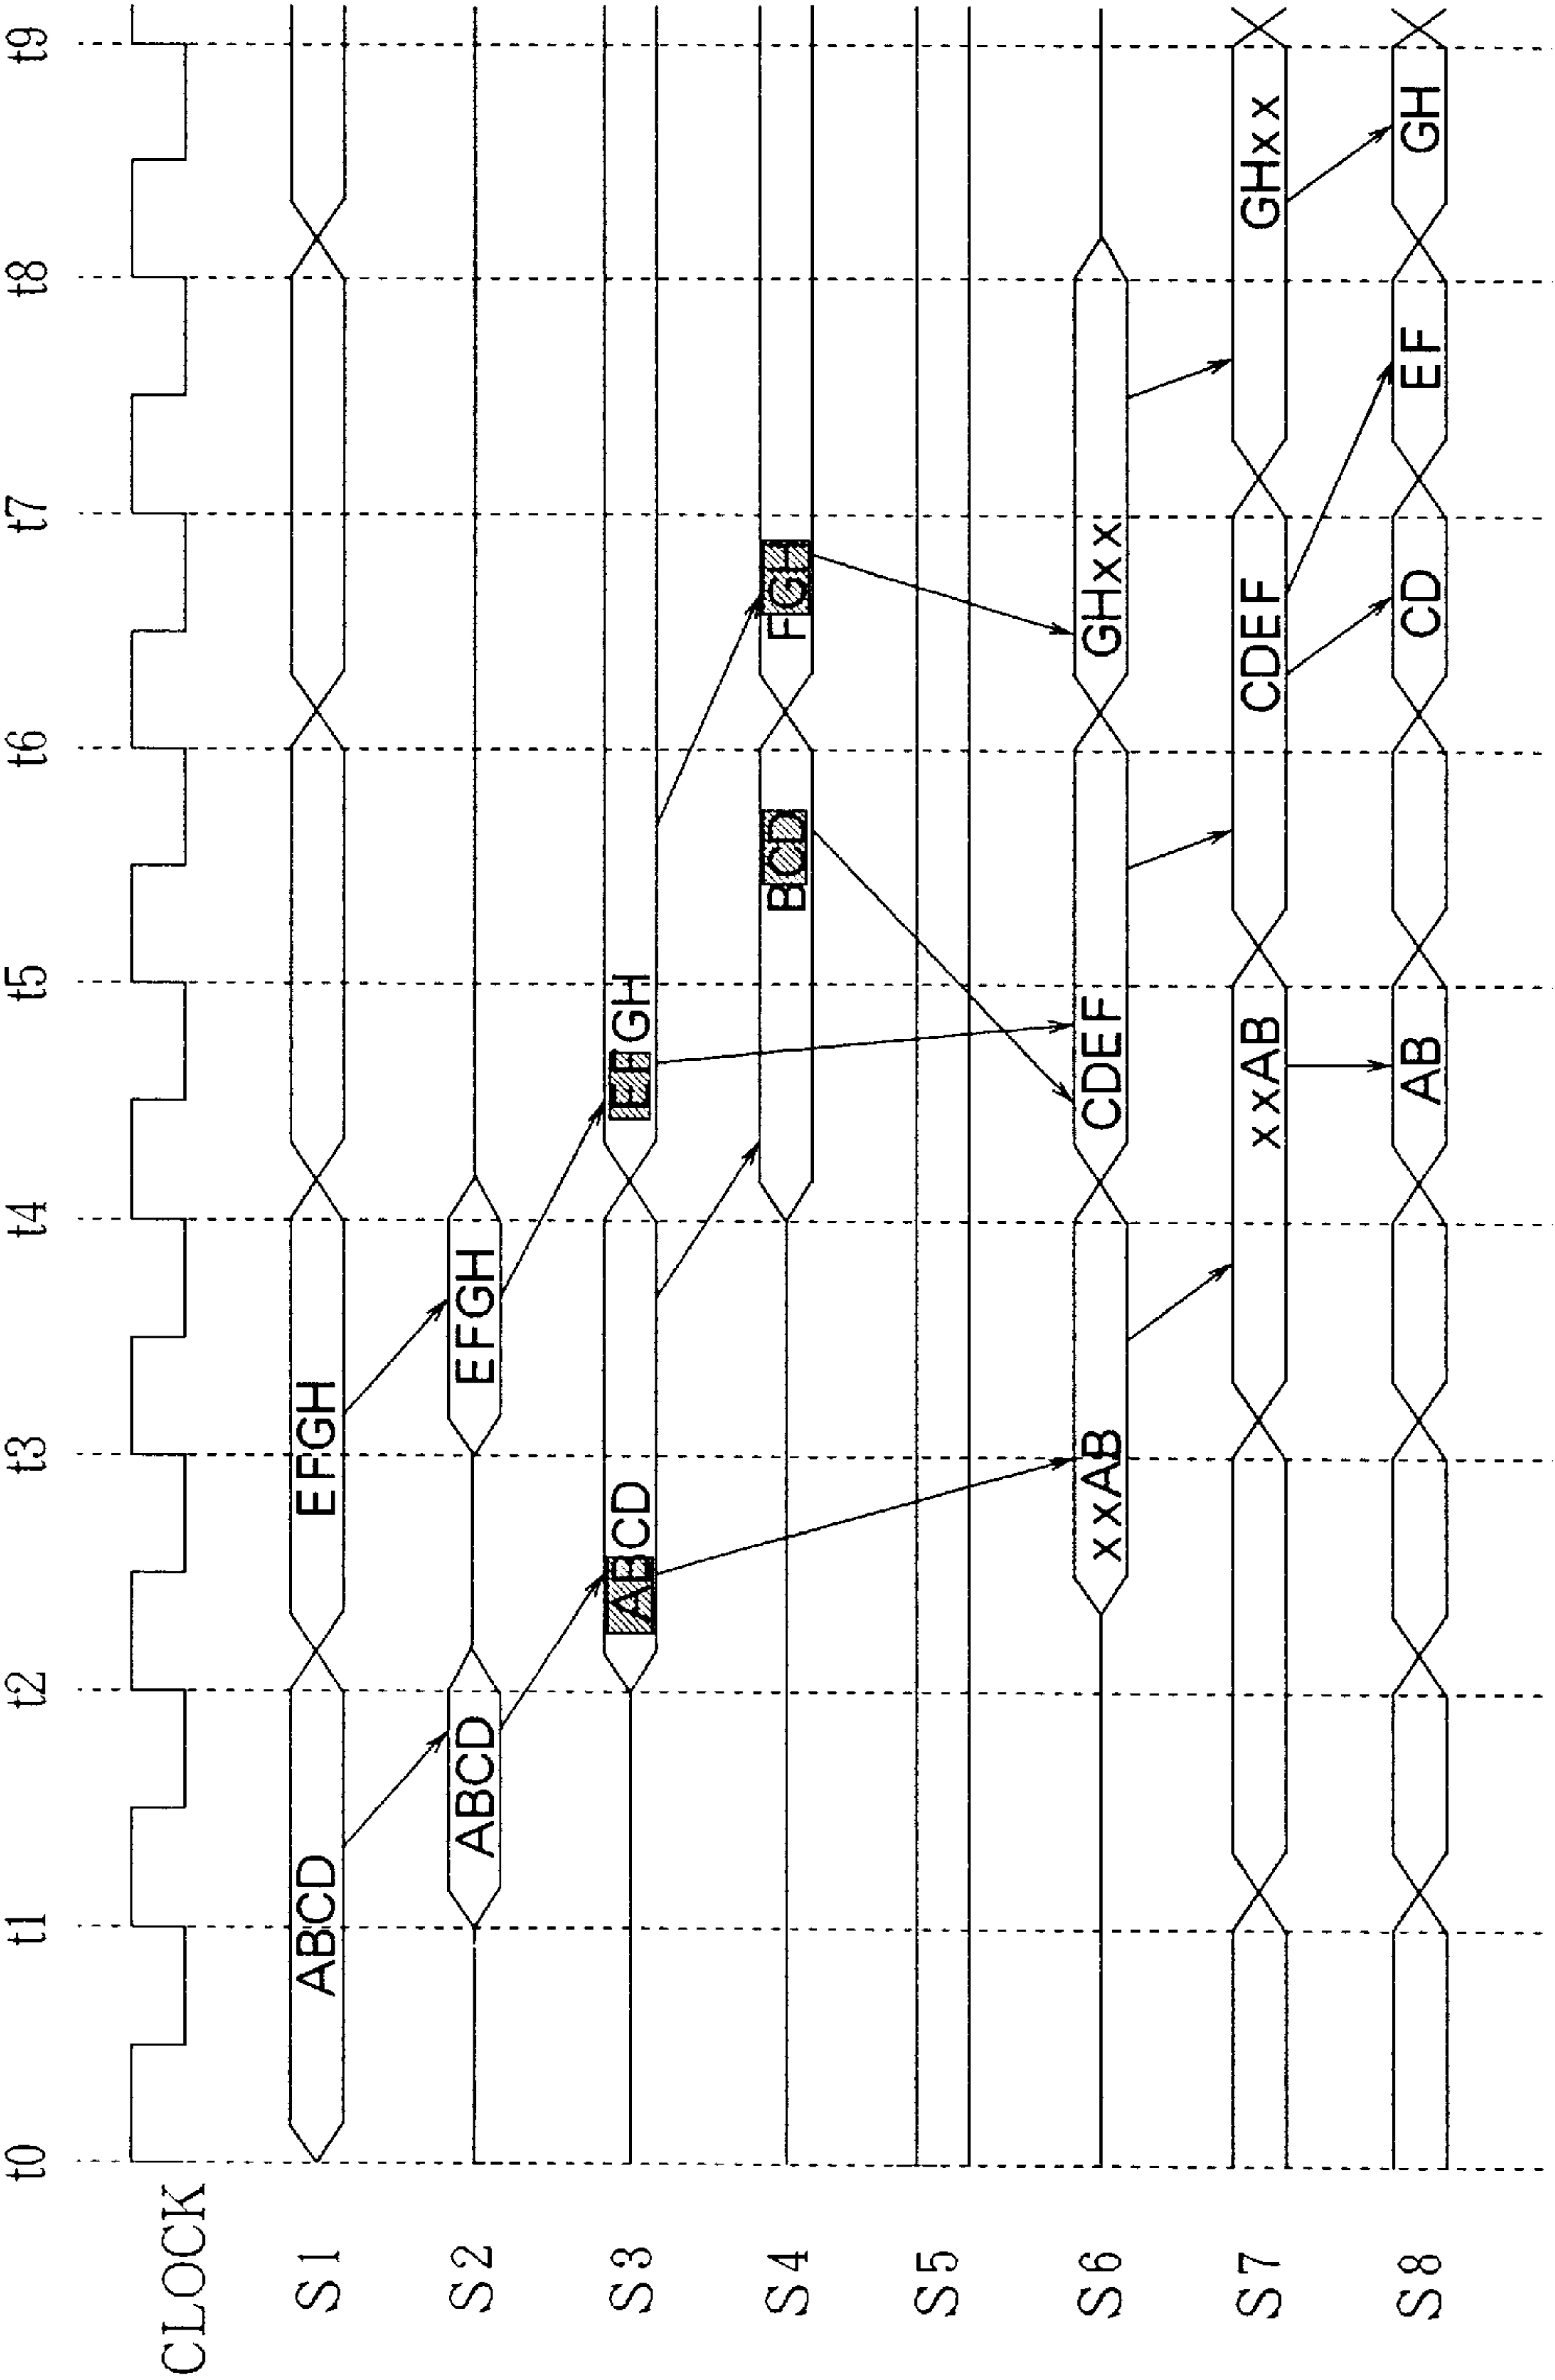 t0 t1 t2 t3 t4 t5 t6 t7 t8 t9
CLOCK
S1 ABCD EFGH
S2 ABCD EFGH
S3 ABCD EFGH
S4 BCD FGH
S5
S6 xxAB CDEF GHxx
S7 xxAB CDEF GHxx
S8 AB CD EF GH